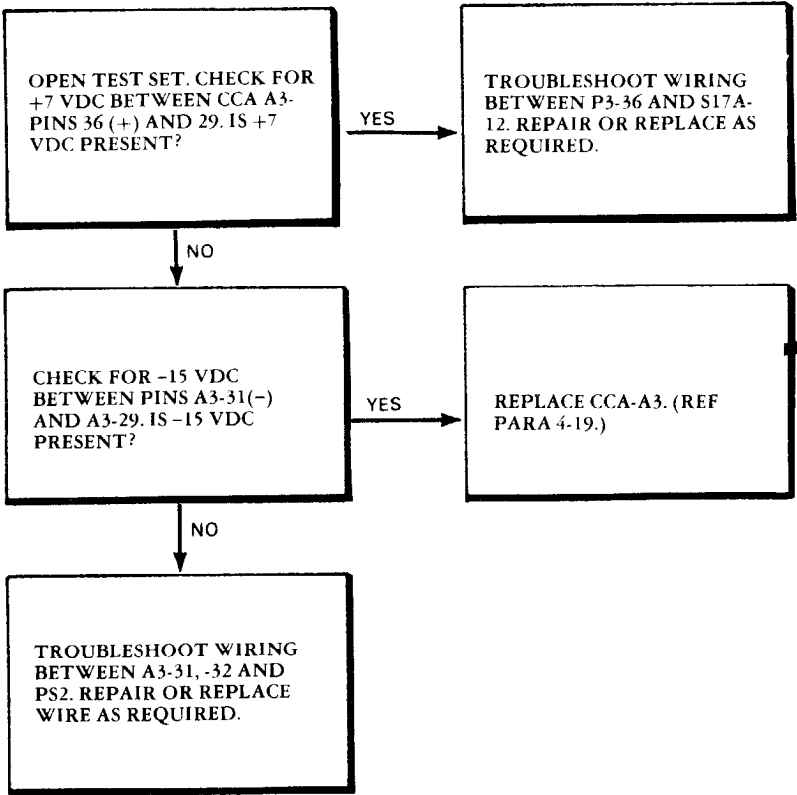 OPEN TEST SET. CHECK FOR
+7 VDC BETWEEN CCA A3-
PINS 36 (+) AND 29. IS +7
VDC PRESENT?
YES
TROUBLESHOOT WIRING
BETWEEN P3-36 AND S17A-
12. REPAIR OR REPLACE AS
REQUIRED.
NO
CHECK FOR –15 VDC
BETWEEN PINS A3-31(–)
AND A3-29. IS –15 VDC
PRESENT?
YES
REPLACE CCA-A3. (REF
PARA 4-19.)
NO
TROUBLESHOOT WIRING
BETWEEN A3-31, -32 AND
PS2. REPAIR OR REPLACE
WIRE AS REQUIRED.